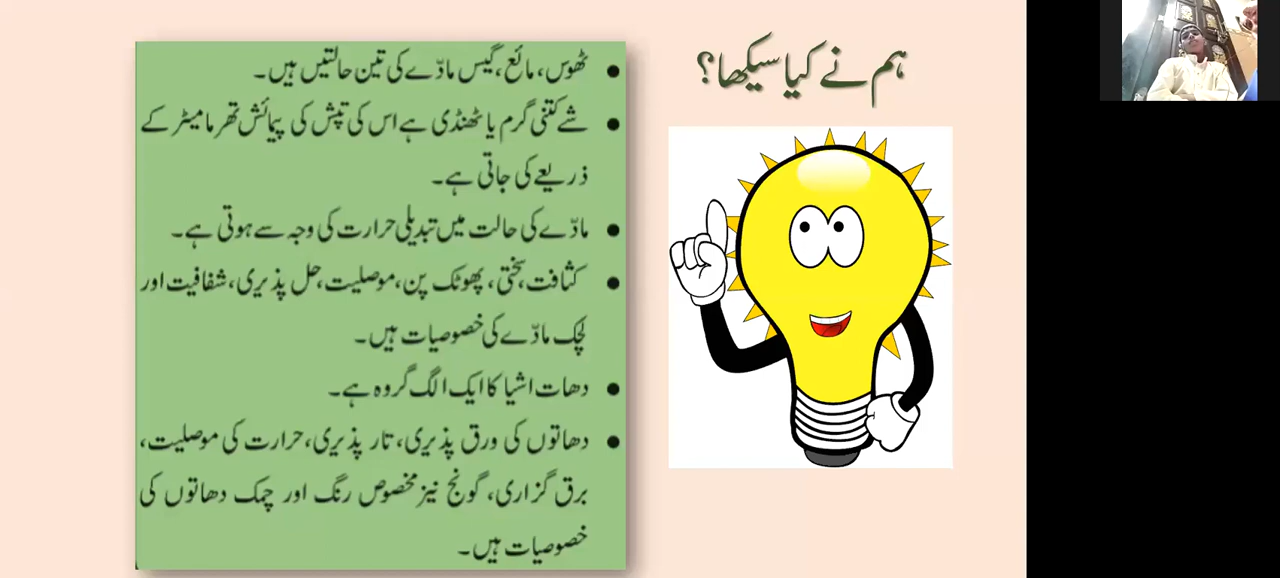 ہم نے کیا سیکھا؟
● ٹھوس، مائع، گیس مادّے کی تین حالتیں ہیں۔
● شے کتنی گرم یا ٹھنڈی ہے اس کی تپش کی پیمائش تھرمامیٹر کے
ذریعے کی جاتی ہے۔
● مادّے کی حالت میں تبدیلی حرارت کی وجہ سے ہوتی ہے۔
● کثافت، سختی، پھوٹک پن، موصلیت، حل پذیری، شفافیت اور
لچک مادّے کی خصوصیات ہیں۔
● دھات اشیا کا ایک الگ گروہ ہے۔
● دھاتوں کی ورق پذیری، تار پذیری، حرارت کی موصلیت،
برق گزاری، گونج نیز مخصوص رنگ اور چمک دھاتوں کی
خصوصیات ہیں۔